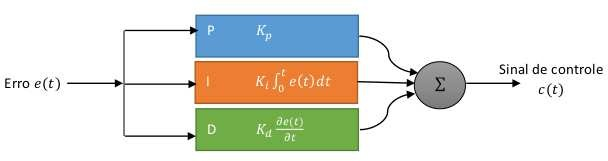 P K_p
Erro e(t)
I K_i ∫_0^t e(t)dt
D K_d ∂e(t)/∂t
Σ
Sinal de controle
c(t)